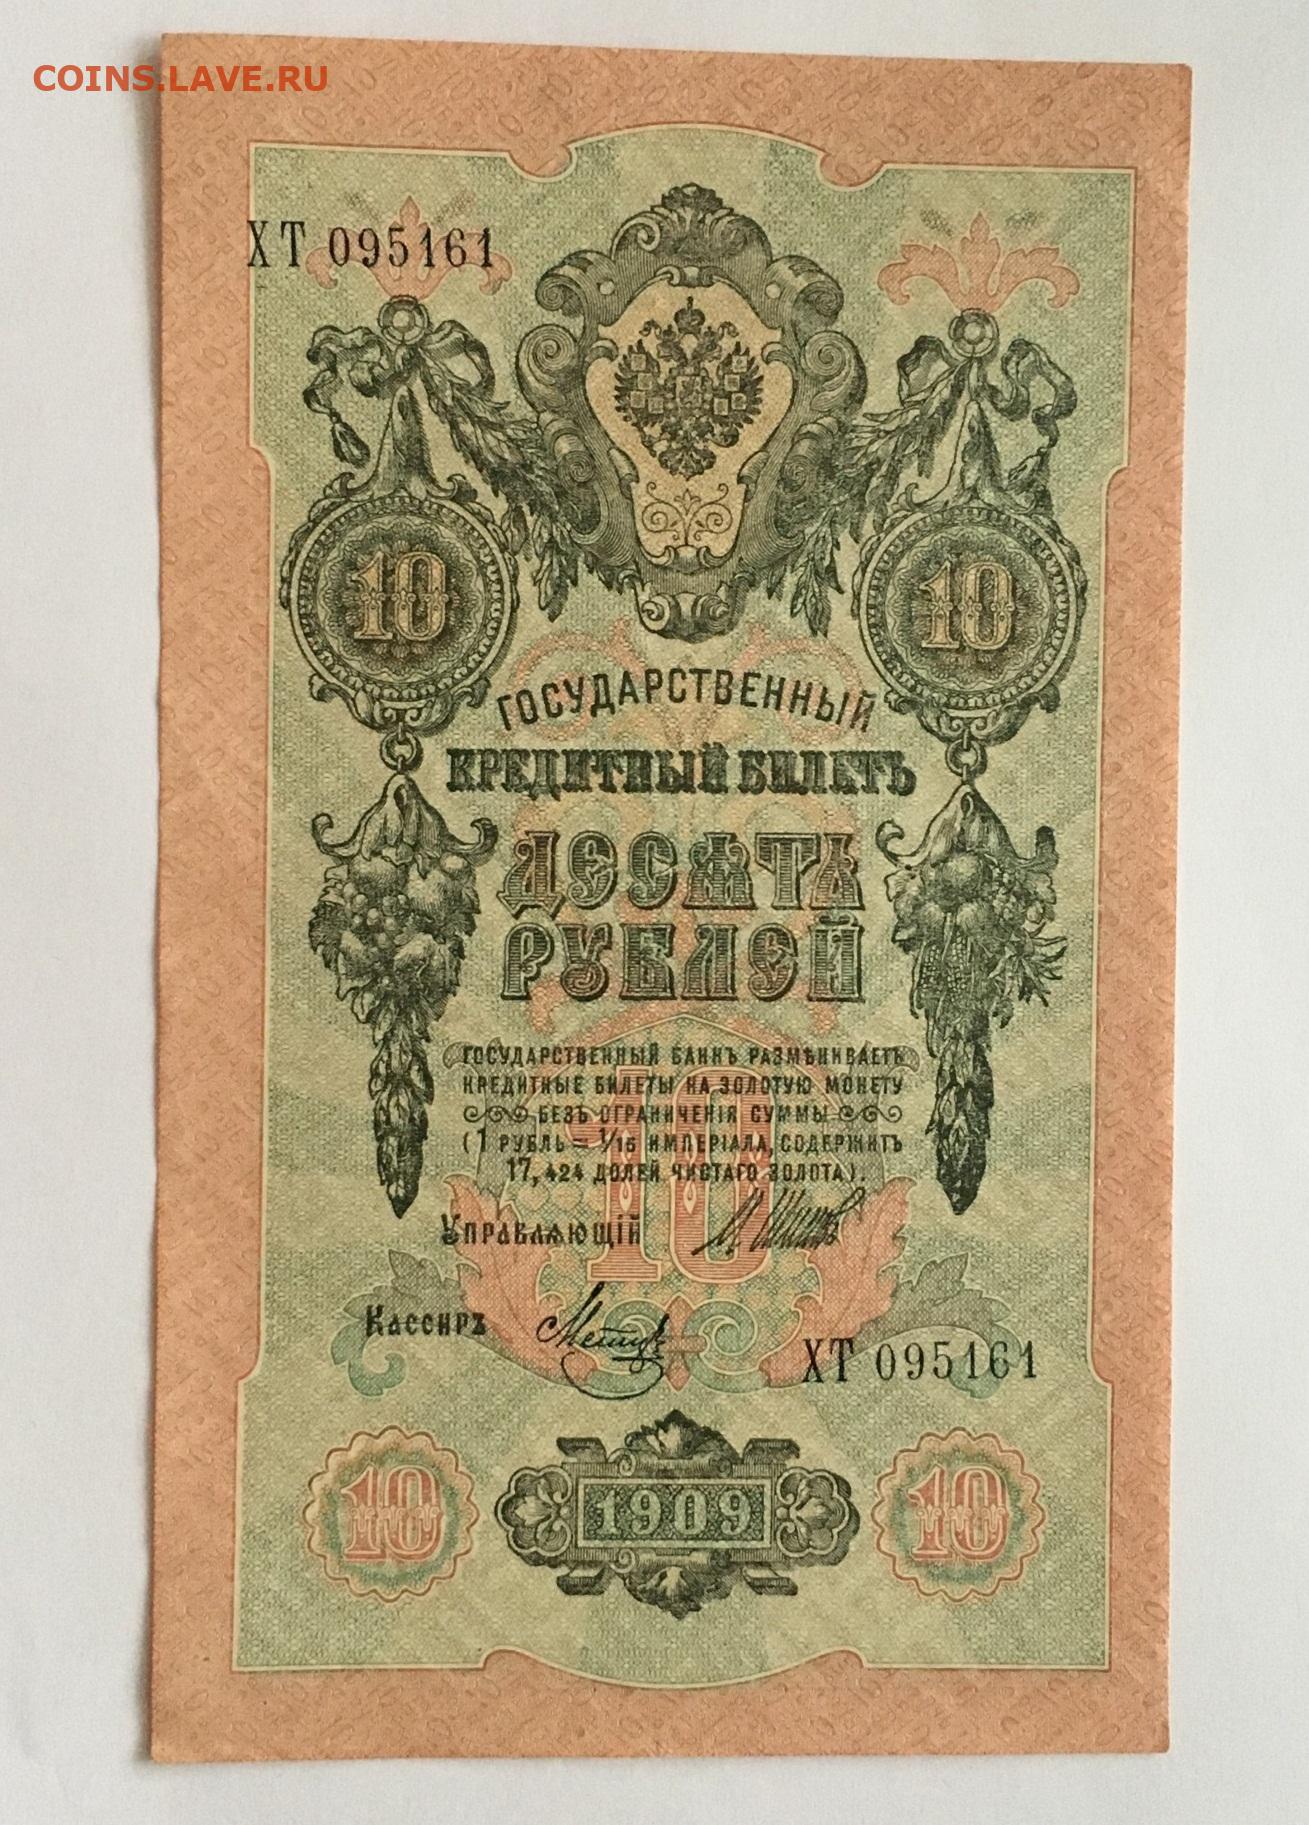 COINS.LAVE.RU
ХТ 095161
10 10
ГОСУДАРСТВЕННЫЙ
КРЕДИТНЫЙ БИЛЕТЪ
ДЕСѦТЬ
РУБЛЕЙ
ГОСУДАРСТВЕННЫЙ БАНКЪ РАЗМѢНИВАЕТЪ
КРЕДИТНЫЕ БИЛЕТЫ НА ЗОЛОТУЮ МОНЕТУ
БЕЗЪ ОГРАНИЧЕНІЯ СУММЫ
(1 РУБЛЬ = 1/15 ИМПЕРІАЛА, СОДЕРЖИТЪ
17,424 ДОЛЕЙ ЧИСТАГО ЗОЛОТА).
10
УПРАВЛѦЮЩІЙ
КАССИРЪ
ХТ 095161
10 1909 10